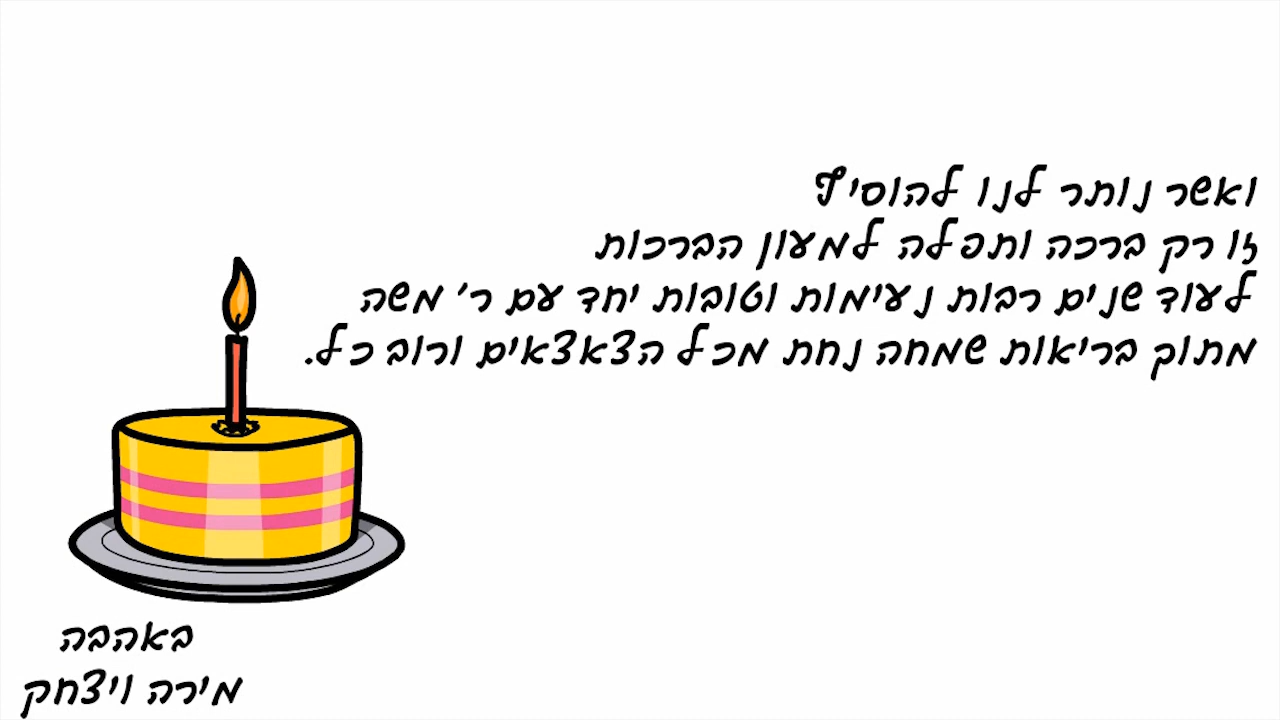 ואשר נותר לנו להוסיף
זו רק ברכה ותפלה למעון הברכות
לעוד שנים רבות נעימות וטובות יחד עם ר' משה
מתוך בריאות שמחה נחת מכל הצאצאים ורוב כל.
באהבה
מירה ויצחק